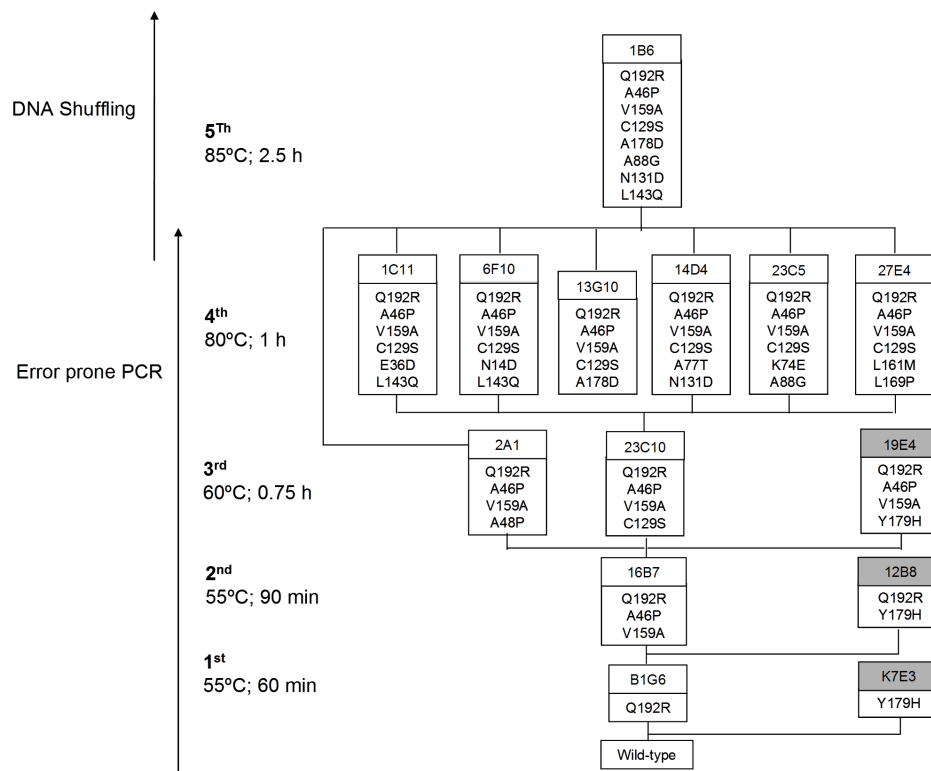 1B6
Q192R
A46P
V159A
C129S
A178D
A88G
N131D
L143Q
DNA Shuffling
5Th
85ºC; 2.5 h
1C11
Q192R
A46P
V159A
C129S
E36D
L143Q
6F10
Q192R
A46P
V159A
C129S
N14D
L143Q
13G10
Q192R
A46P
V159A
C129S
A178D
14D4
Q192R
A46P
V159A
C129S
A77T
N131D
23C5
Q192R
A46P
V159A
C129S
K74E
A88G
27E4
Q192R
A46P
V159A
C129S
L161M
L169P
4th
80ºC; 1 h
Error prone PCR
2A1
Q192R
A46P
V159A
A48P
23C10
Q192R
A46P
V159A
C129S
19E4
Q192R
A46P
V159A
Y179H
3rd
60ºC; 0.75 h
2nd
55ºC; 90 min
16B7
Q192R
A46P
V159A
12B8
Q192R
Y179H
1st
55ºC; 60 min
B1G6
Q192R
K7E3
Y179H
Wild-type